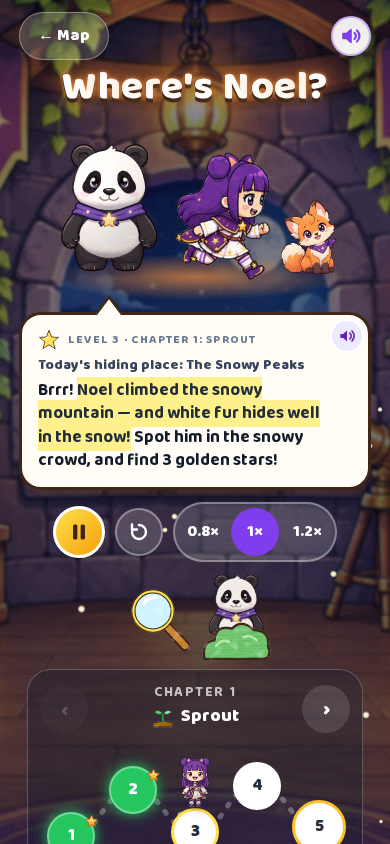 ← Map
Where's Noel?
LEVEL 3 · CHAPTER 1: SPROUT
Today's hiding place: The Snowy Peaks
Brrr! Noel climbed the snowy
mountain — and white fur hides well
in the snow! Spot him in the snowy
crowd, and find 3 golden stars!
0.8× 1× 1.2×
CHAPTER 1
‹ Sprout ›
1 2 3 4 5